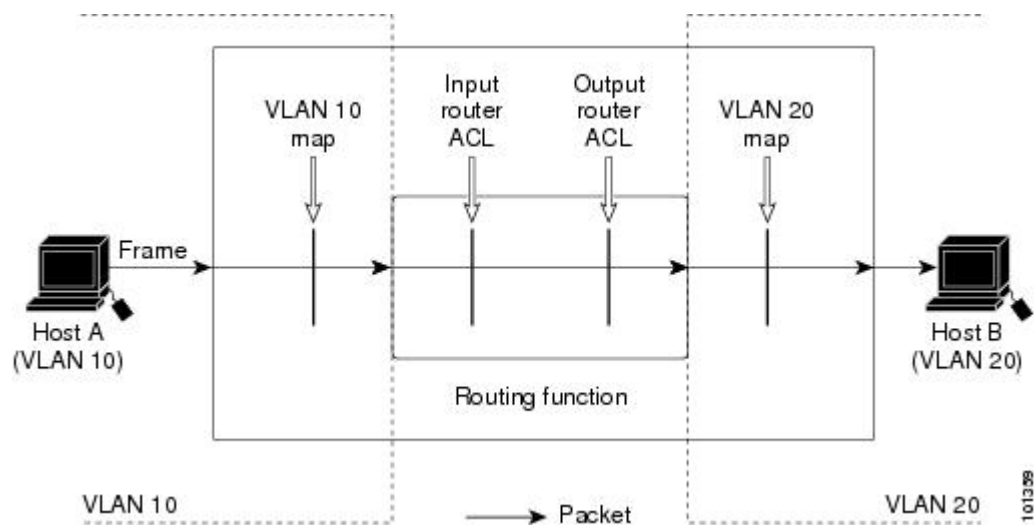 VLAN 10
map
Input
router
ACL
Output
router
ACL
VLAN 20
map
Frame
Host A
(VLAN 10)
Host B
(VLAN 20)
Routing function
VLAN 10
Packet
VLAN 20
101359